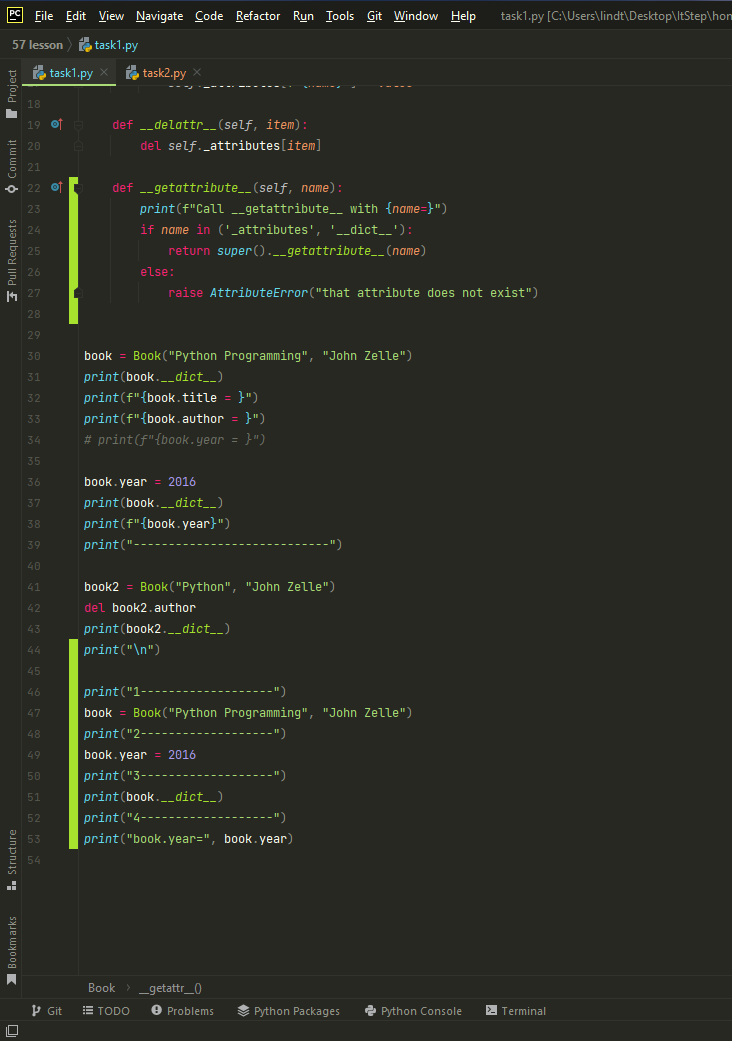 PC File Edit View Navigate Code Refactor Run Tools Git Window Help task1.py [C:\Users\lindt\Desktop\ItStep\hon
57 lesson task1.py
task1.py task2.py
Project
Commit
Pull Requests
Structure
Bookmarks
18
19 def __delattr__(self, item):
20 del self._attributes[item]
21
22 def __getattribute__(self, name):
23 print(f"Call __getattribute__ with {name=}")
24 if name in ('_attributes', '__dict__'):
25 return super().__getattribute__(name)
26 else:
27 raise AttributeError("that attribute does not exist")
28
29
30 book = Book("Python Programming", "John Zelle")
31 print(book.__dict__)
32 print(f"{book.title = }")
33 print(f"{book.author = }")
34 # print(f"{book.year = }")
35
36 book.year = 2016
37 print(book.__dict__)
38 print(f"{book.year}")
39 print("----------------------------")
40
41 book2 = Book("Python", "John Zelle")
42 del book2.author
43 print(book2.__dict__)
44 print("\n")
45
46 print("1-------------------")
47 book = Book("Python Programming", "John Zelle")
48 print("2-------------------")
49 book.year = 2016
50 print("3-------------------")
51 print(book.__dict__)
52 print("4-------------------")
53 print("book.year=", book.year)
54
Book › __getattr__()
Git TODO Problems Python Packages Python Console Terminal